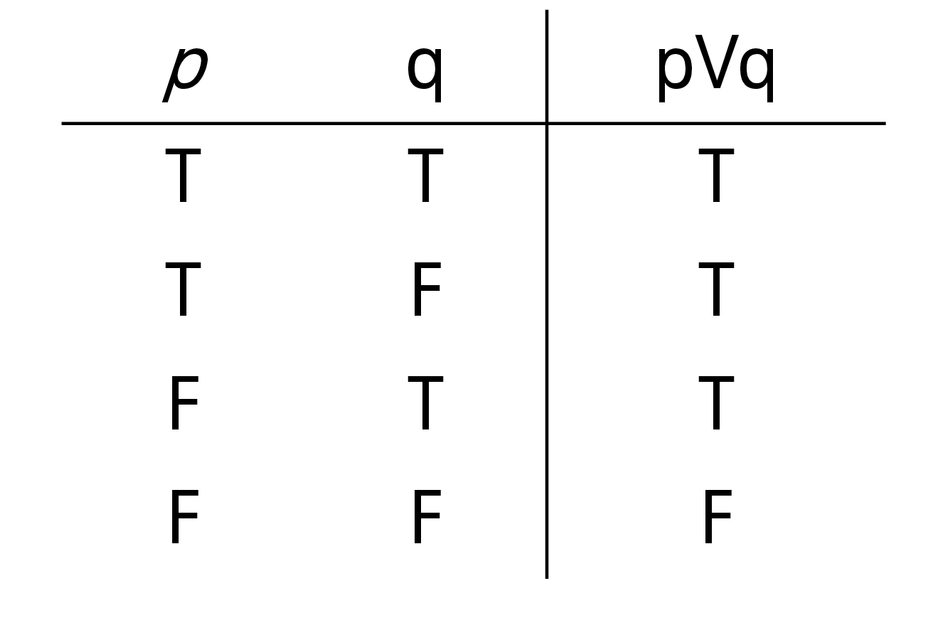 p q pVq
T T T
T F T
F T T
F F F